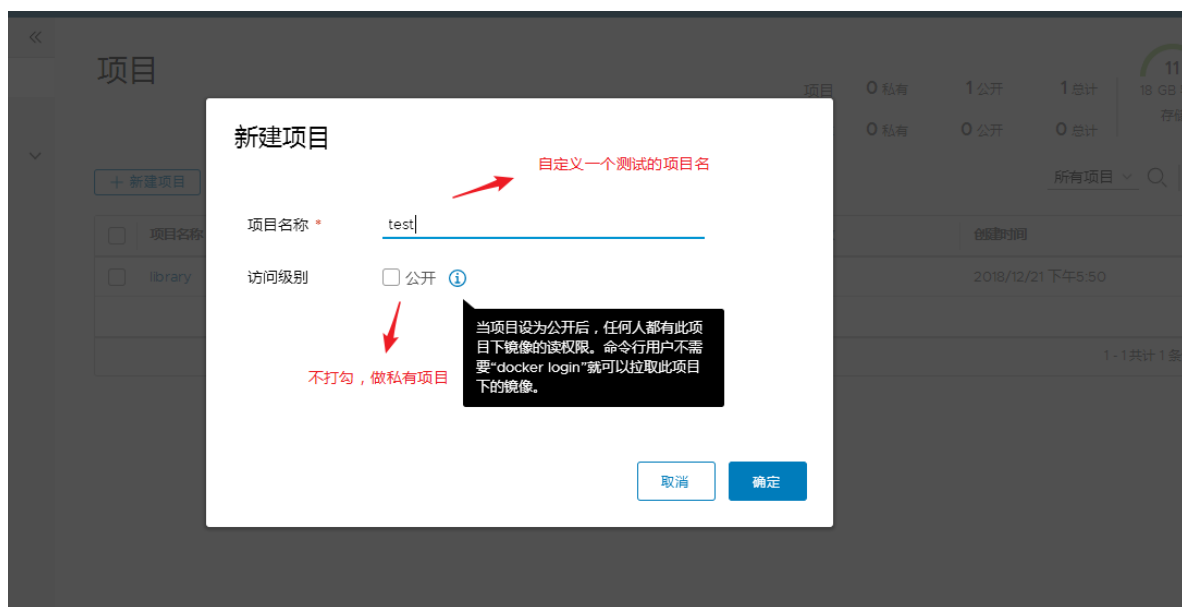 项目
11
项目 0 私有 1 公开 1 总计
18 GB
0 私有 0 公开 0 总计
新建项目
自定义一个测试的项目名
+ 新建项目
所有项目
项目名称 * test
项目名称
创建时间
访问级别 公开
library
2018/12/21 下午5:50
当项目设为公开后，任何人都有此项
目下镜像的读权限。命令行用户不需
要“docker login”就可以拉取此项目
下的镜像。
1 - 1 共计 1 条
不打勾，做私有项目
取消 确定